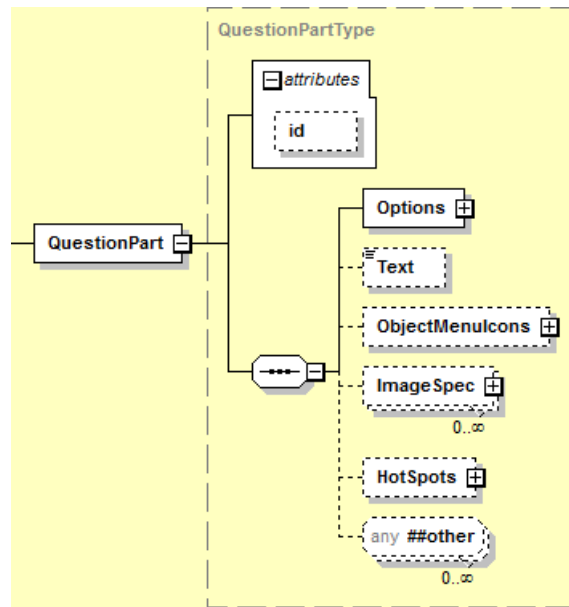 QuestionPartType
attributes
id
QuestionPart
Options
Text
ObjectMenuIcons
ImageSpec
0..∞
HotSpots
any ##other
0..∞